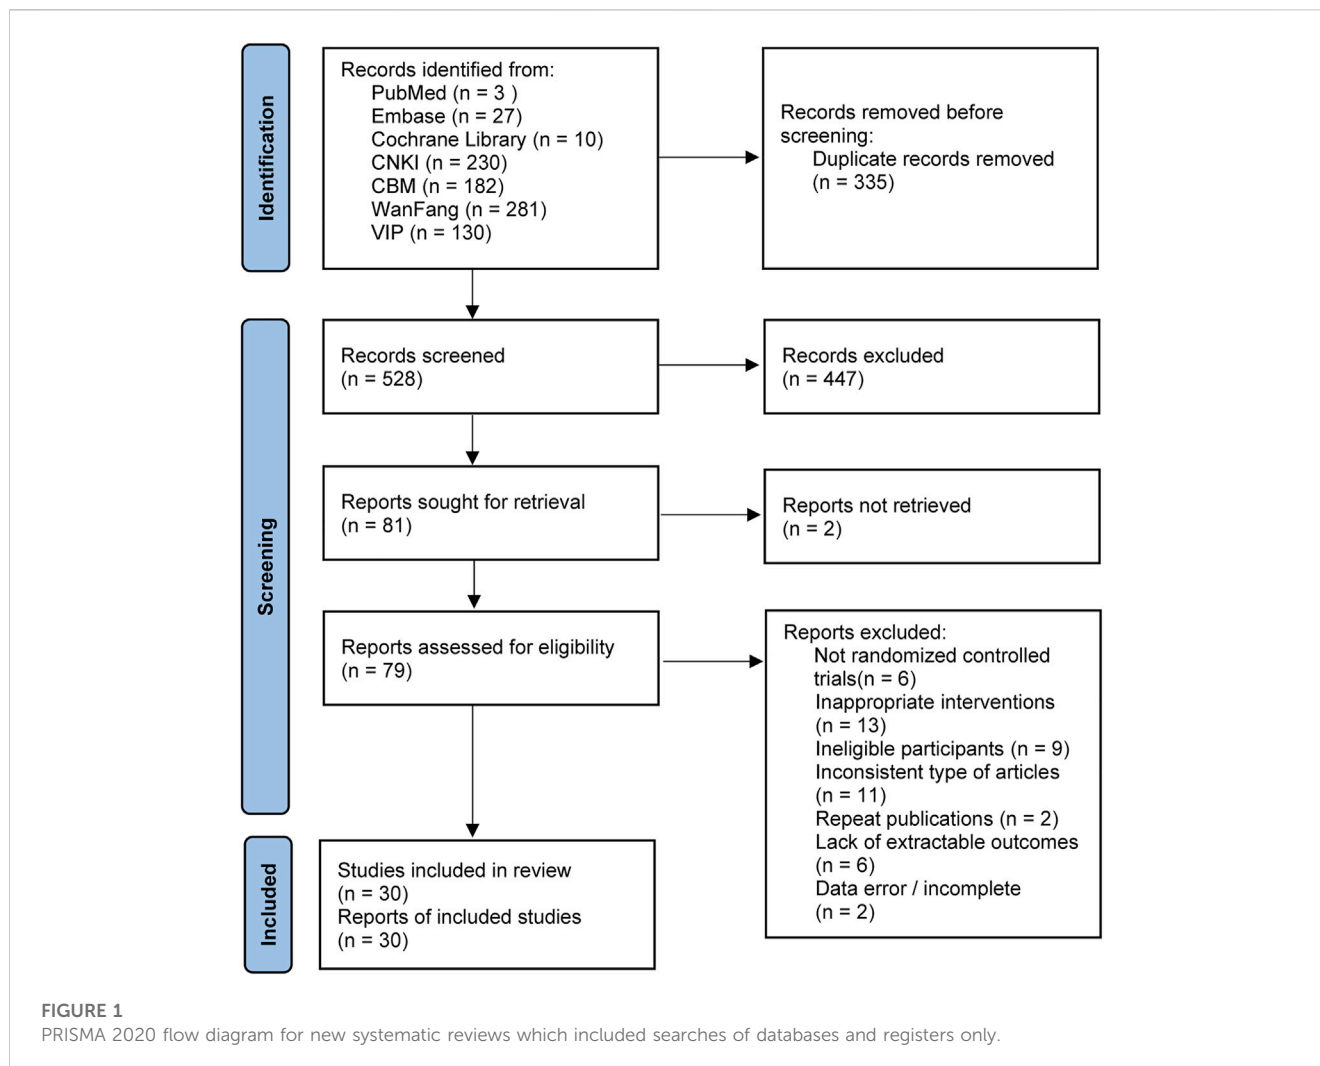 Identification
Records identified from:
PubMed (n = 3 )
Embase (n = 27)
Cochrane Library (n = 10)
CNKI (n = 230)
CBM (n = 182)
WanFang (n = 281)
VIP (n = 130)
Records removed before
screening:
Duplicate records removed
(n = 335)
Screening
Records screened
(n = 528)
Records excluded
(n = 447)
Reports sought for retrieval
(n = 81)
Reports not retrieved
(n = 2)
Reports assessed for eligibility
(n = 79)
Reports excluded:
Not randomized controlled
trials(n = 6)
Inappropriate interventions
(n = 13)
Ineligible participants (n = 9)
Inconsistent type of articles
(n = 11)
Repeat publications (n = 2)
Lack of extractable outcomes
(n = 6)
Data error / incomplete
(n = 2)
Included
Studies included in review
(n = 30)
Reports of included studies
(n = 30)
FIGURE 1
PRISMA 2020 flow diagram for new systematic reviews which included searches of databases and registers only.